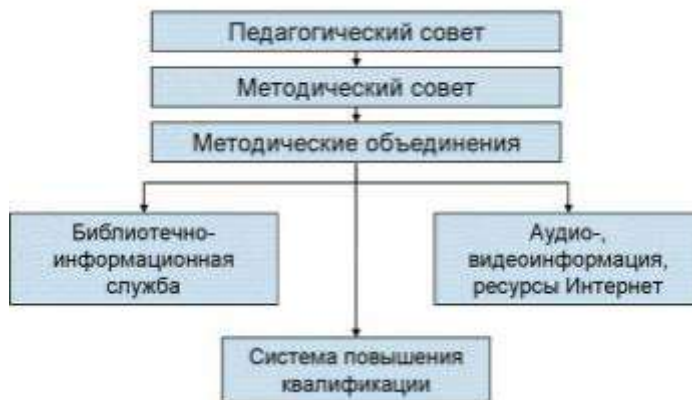 Педагогический совет
Методический совет
Методические объединения
Библиотечно-
информационная
служба
Аудио-,
видеоинформация,
ресурсы Интернет
Система повышения
квалификации